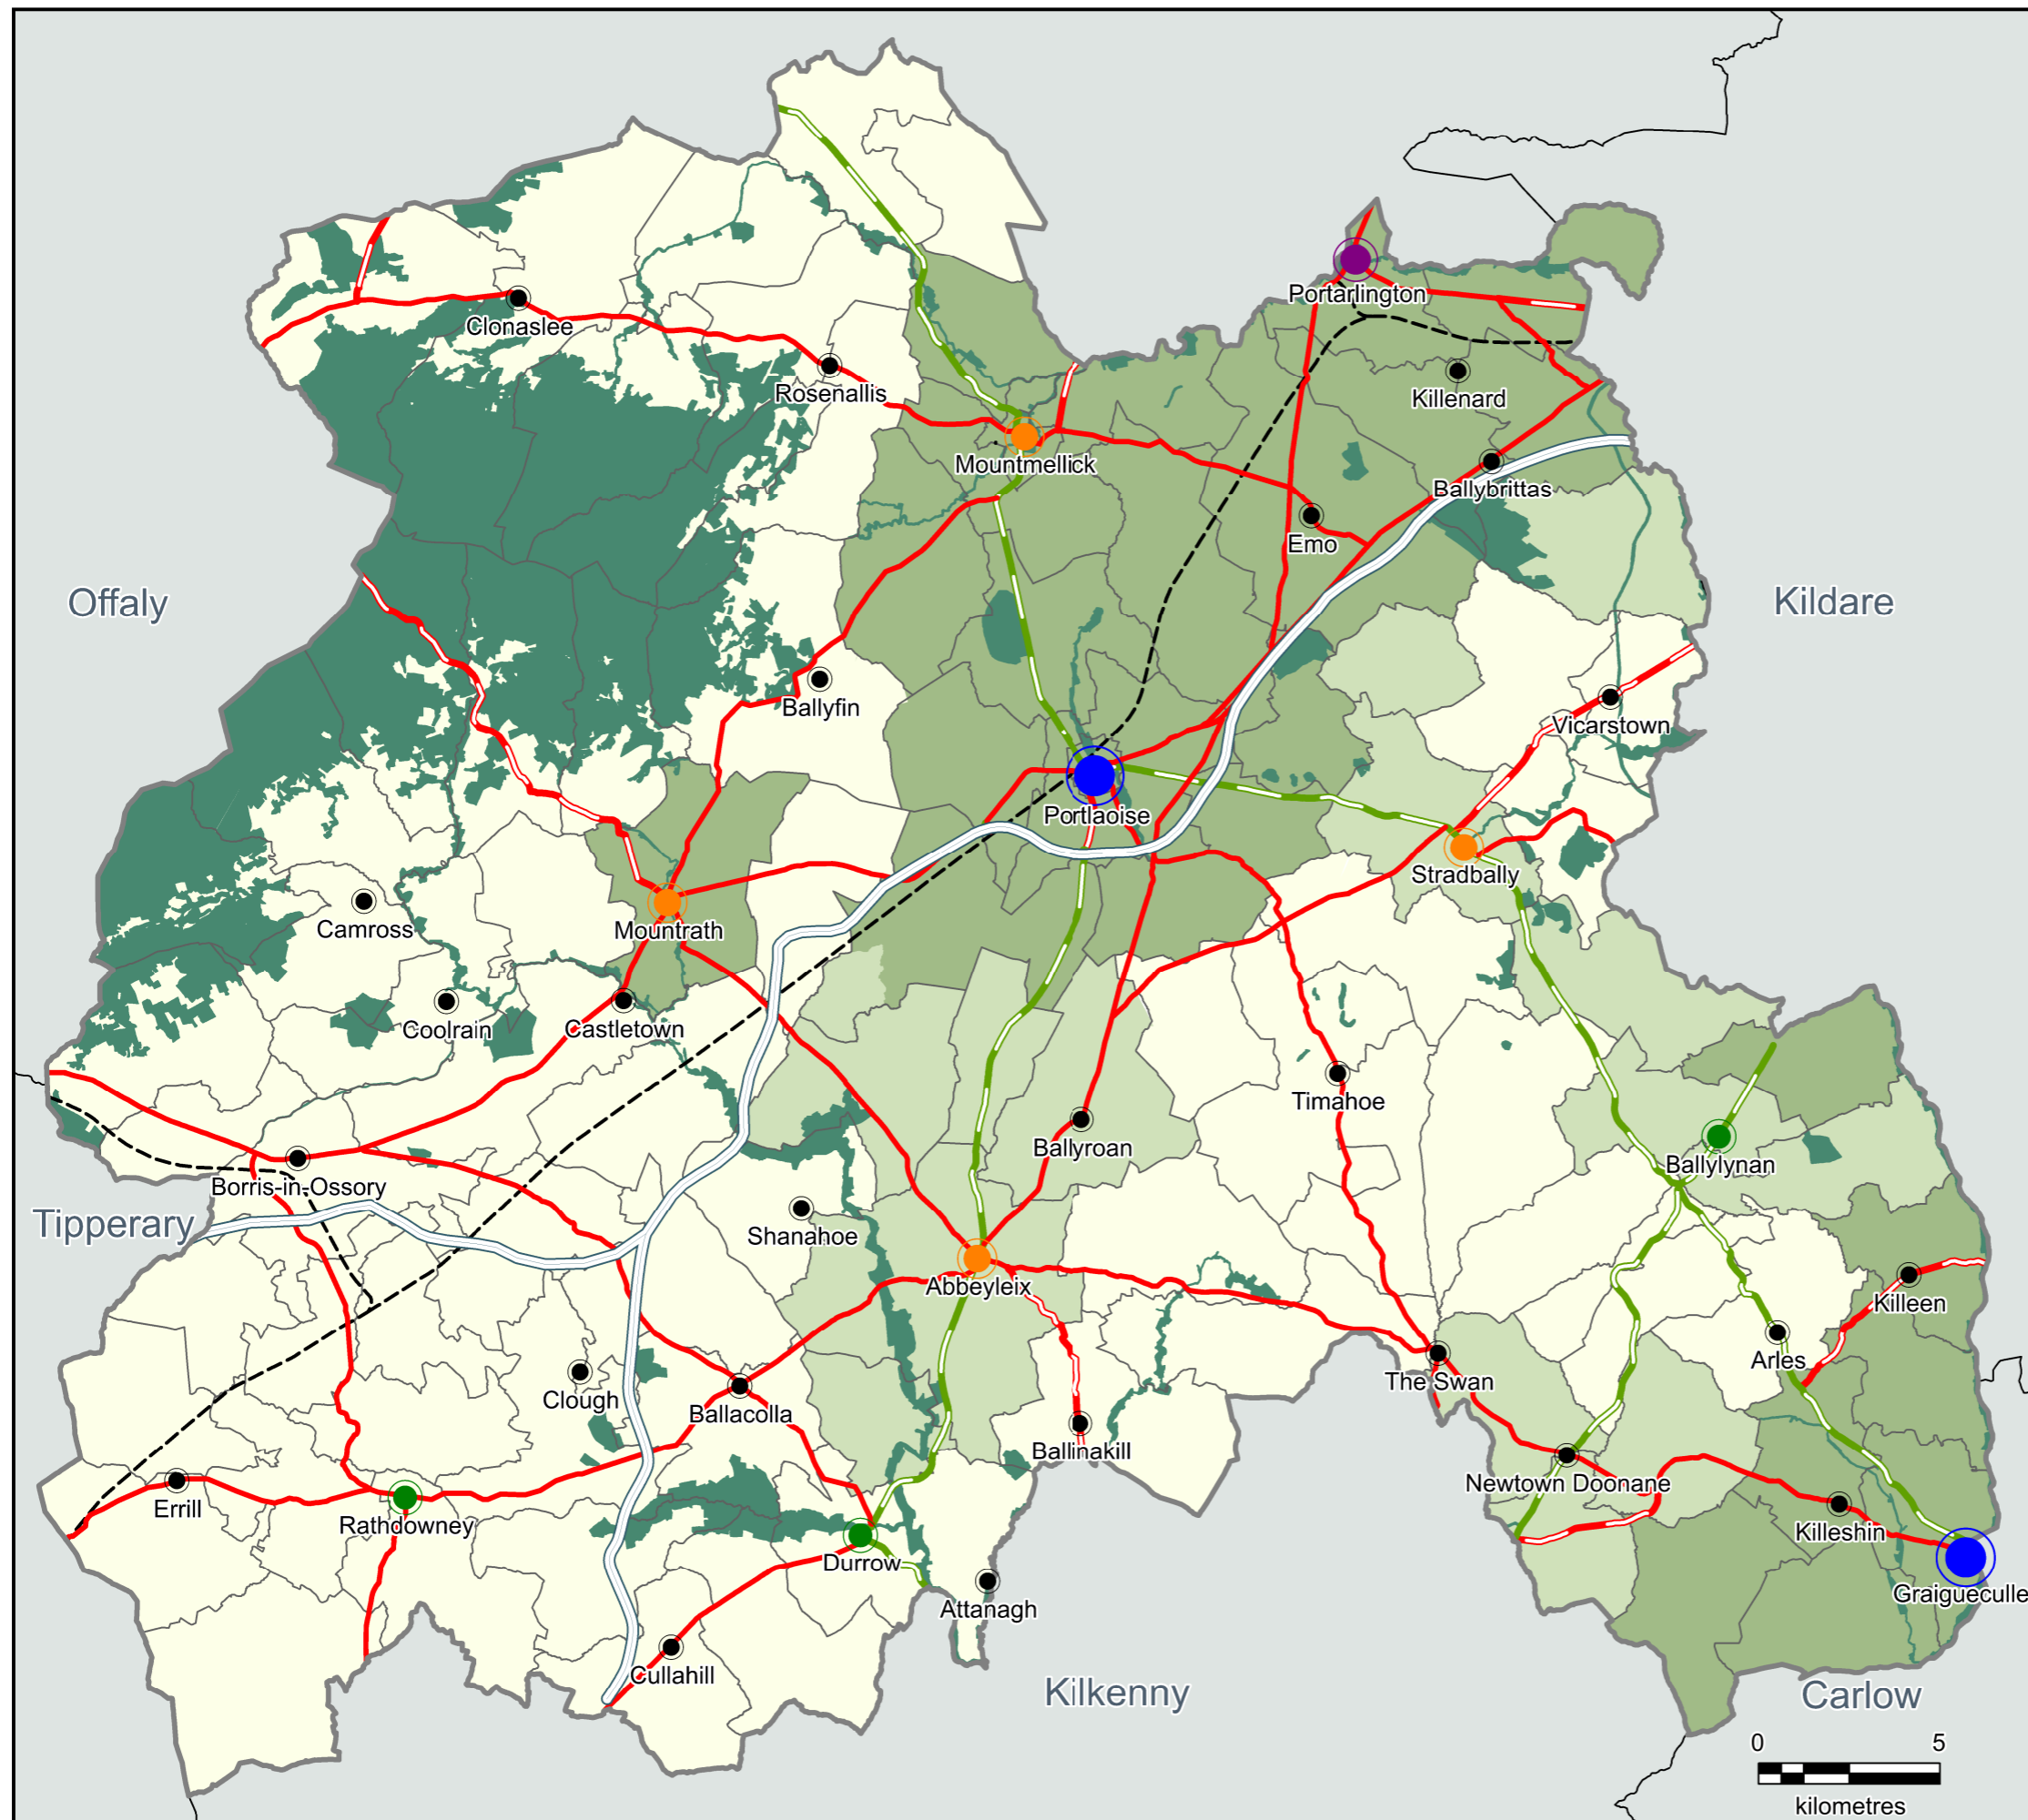 Portarlington
Clonaslee
Rosenallis
Killenard
Mountmellick
Ballybrittas
Emo
Offaly
Kildare
Ballyfin
Vicarstown
Portlaoise
Stradbally
Camross
Mountrath
Coolrain
Castletown
Timahoe
Ballyroan
Ballylynan
Borris-in-Ossory
Tipperary
Shanahoe
Abbeyleix
Killeen
Arles
The Swan
Clough
Ballacolla
Ballinakill
Newtown Doonane
Errill
Rathdowney
Killeshin
Durrow
Graigueculle
Attanagh
Cullahill
Kilkenny
Carlow
0 5
kilometres